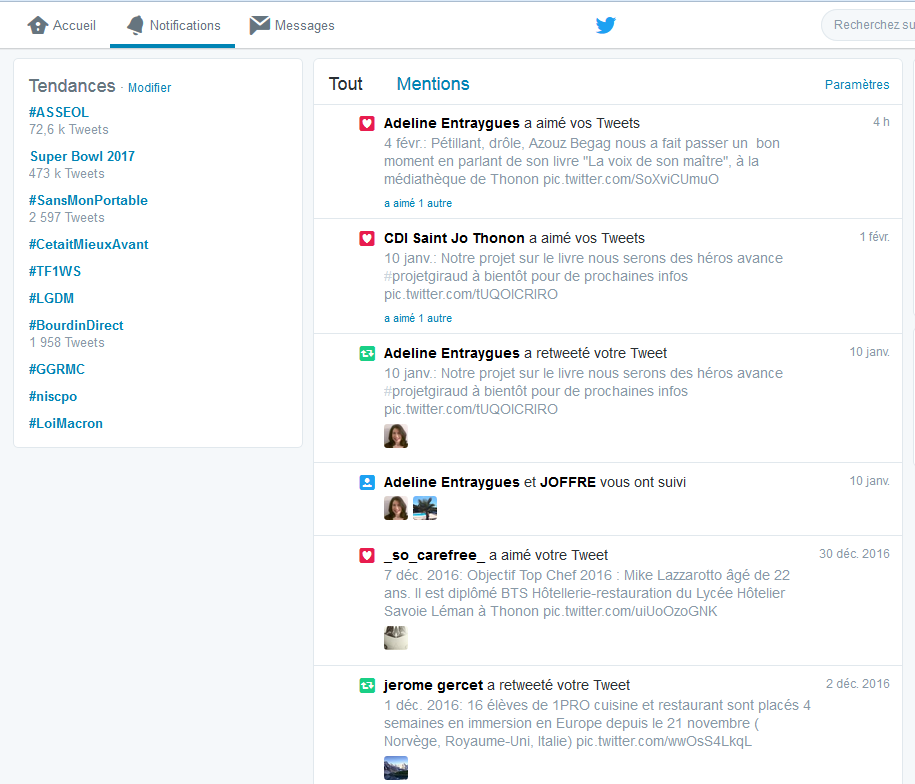 Accueil
Notifications
Messages
Recherchez su
Tendances · Modifier
#ASSEOL
72,6 k Tweets
Super Bowl 2017
473 k Tweets
#SansMonPortable
2 597 Tweets
#CetaitMieuxAvant
#TF1WS
#LGDM
#BourdinDirect
1 958 Tweets
#GGRMC
#niscpo
#LoiMacron
Tout
Mentions
Paramètres
Adeline Entraygues a aimé vos Tweets
4 h
4 févr.: Pétillant, drôle, Azouz Begag nous a fait passer un bon
moment en parlant de son livre "La voix de son maître", à la
médiathèque de Thonon pic.twitter.com/SoXviCUmuO
a aimé 1 autre
CDI Saint Jo Thonon a aimé vos Tweets
1 févr.
10 janv.: Notre projet sur le livre nous serons des héros avance
#projetgiraud à bientôt pour de prochaines infos
pic.twitter.com/tUQOlCRIRO
a aimé 1 autre
Adeline Entraygues a retweeté votre Tweet
10 janv.
10 janv.: Notre projet sur le livre nous serons des héros avance
#projetgiraud à bientôt pour de prochaines infos
pic.twitter.com/tUQOlCRIRO
Adeline Entraygues et JOFFRE vous ont suivi
10 janv.
_so_carefree_ a aimé votre Tweet
30 déc. 2016
7 déc. 2016: Objectif Top Chef 2016 : Mike Lazzarotto âgé de 22
ans. Il est diplômé BTS Hôtellerie-restauration du Lycée Hôtelier
Savoie Léman à Thonon pic.twitter.com/uiUoOzoGNK
jerome gercet a retweeté votre Tweet
2 déc. 2016
1 déc. 2016: 16 élèves de 1PRO cuisine et restaurant sont placés 4
semaines en immersion en Europe depuis le 21 novembre (
Norvège, Royaume-Uni, Italie) pic.twitter.com/wwOsS4LkqL